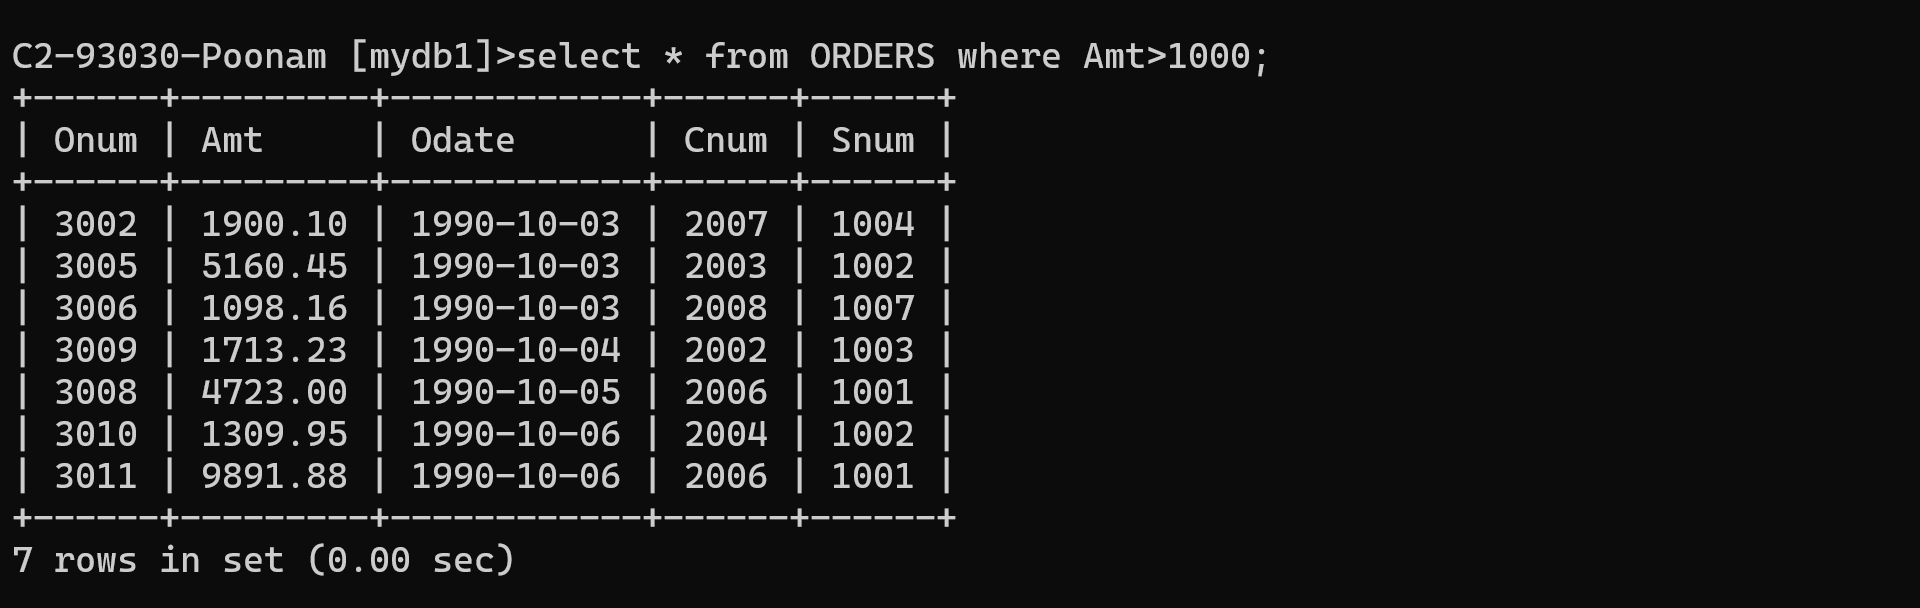 C2-93030-Poonam [mydb1]>select * from ORDERS where Amt>1000;
+------+---------+------------+------+------+
| Onum | Amt     | Odate      | Cnum | Snum |
+------+---------+------------+------+------+
| 3002 | 1900.10 | 1990-10-03 | 2007 | 1004 |
| 3005 | 5160.45 | 1990-10-03 | 2003 | 1002 |
| 3006 | 1098.16 | 1990-10-03 | 2008 | 1007 |
| 3009 | 1713.23 | 1990-10-04 | 2002 | 1003 |
| 3008 | 4723.00 | 1990-10-05 | 2006 | 1001 |
| 3010 | 1309.95 | 1990-10-06 | 2004 | 1002 |
| 3011 | 9891.88 | 1990-10-06 | 2006 | 1001 |
+------+---------+------------+------+------+
7 rows in set (0.00 sec)